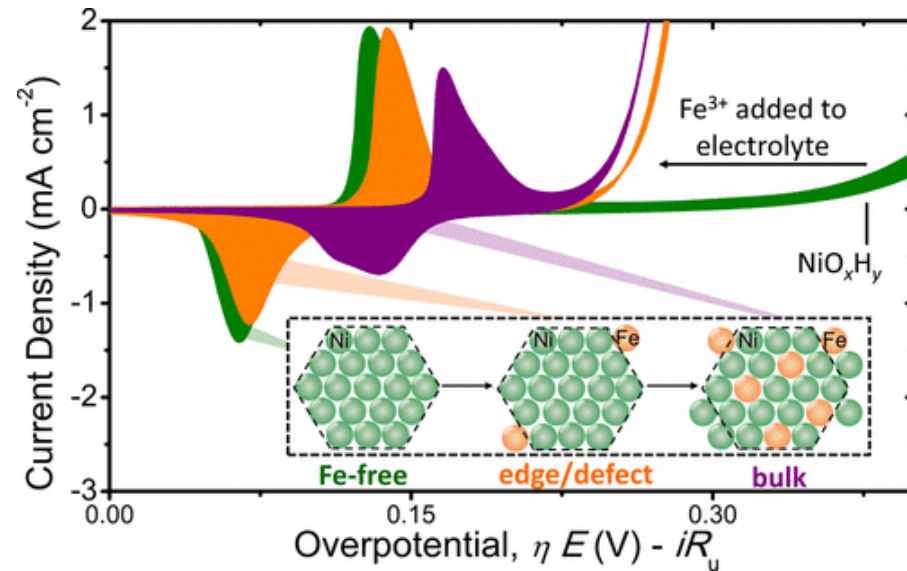 Current Density (mA cm⁻²)
2
1
0
-1
-2
-3
0.00
0.15
0.30
Overpotential, η E (V) - iRᵤ
Fe³⁺ added to
electrolyte
NiOₓHᵧ
Ni
Ni
Fe
Ni
Fe
Fe-free
edge/defect
bulk